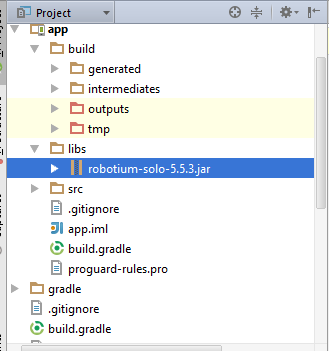 Project
app
build
generated
intermediates
outputs
tmp
libs
robotium-solo-5.5.3.jar
src
.gitignore
app.iml
build.gradle
proguard-rules.pro
gradle
.gitignore
build.gradle